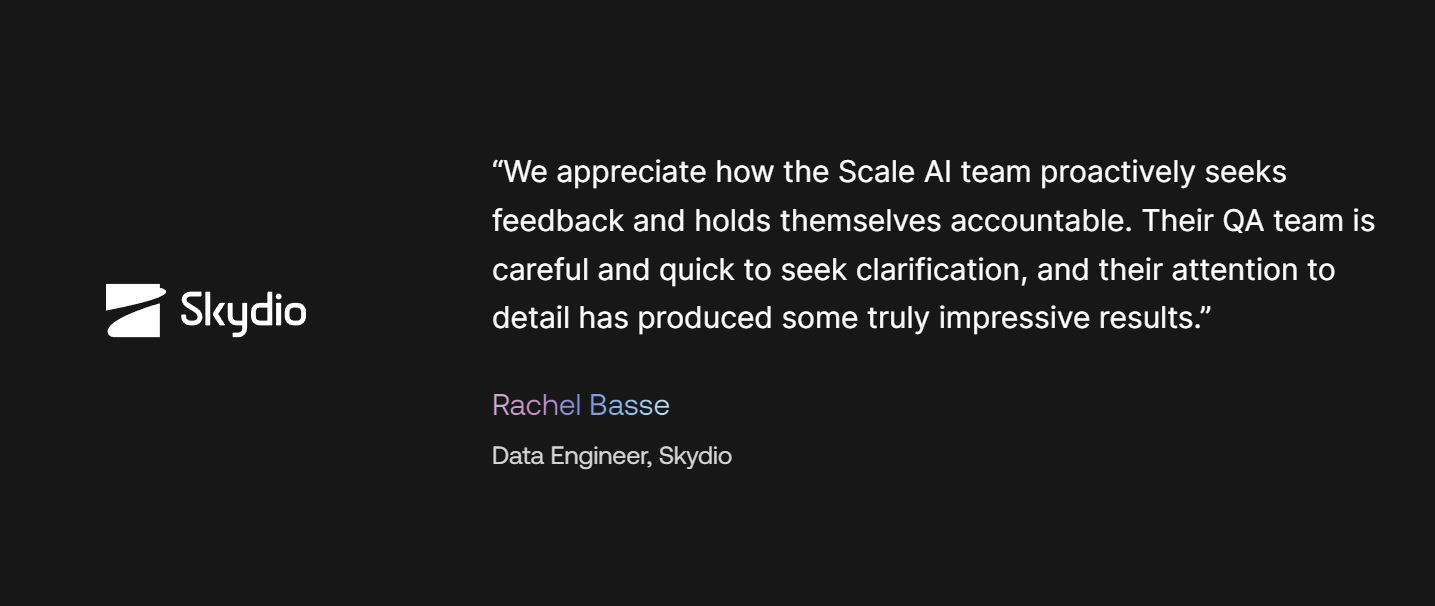 Skydio
“We appreciate how the Scale AI team proactively seeks
feedback and holds themselves accountable. Their QA team is
careful and quick to seek clarification, and their attention to
detail has produced some truly impressive results.”
Rachel Basse
Data Engineer, Skydio